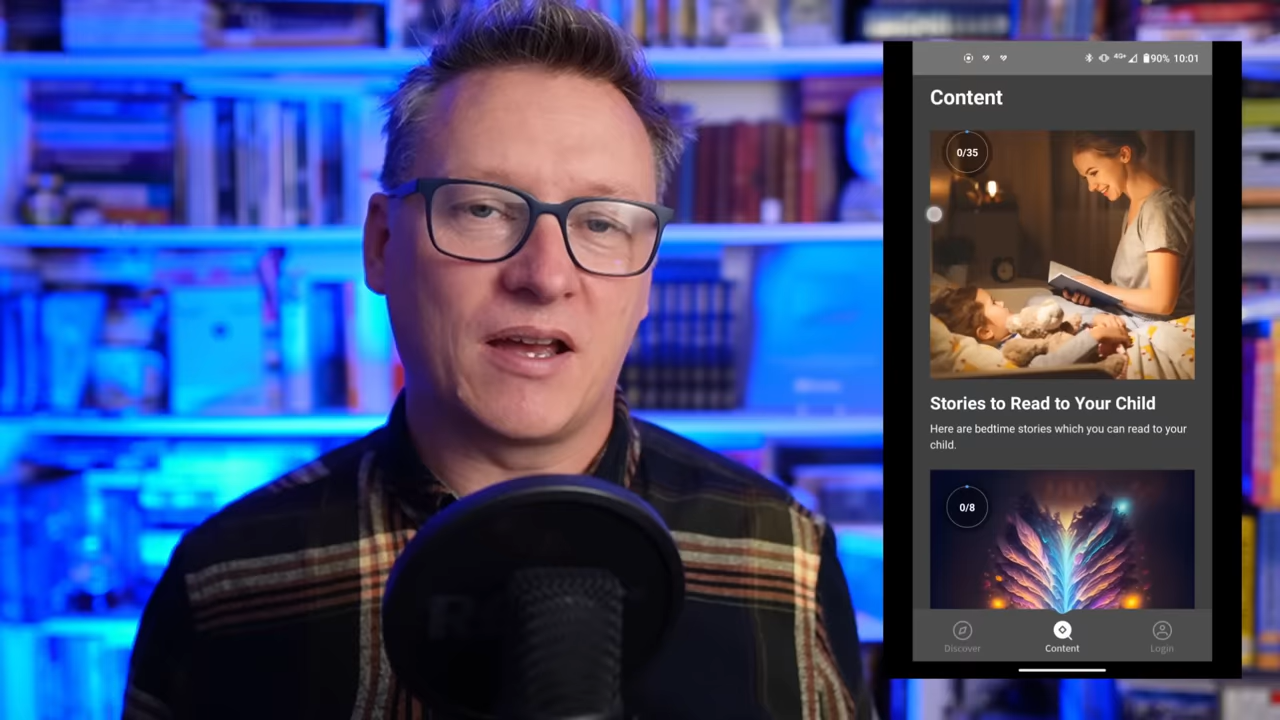 4G+ 90% 10:01
Content
0/35
Stories to Read to Your Child
Here are bedtime stories which you can read to your
child.
0/8
Discover
Content
Login